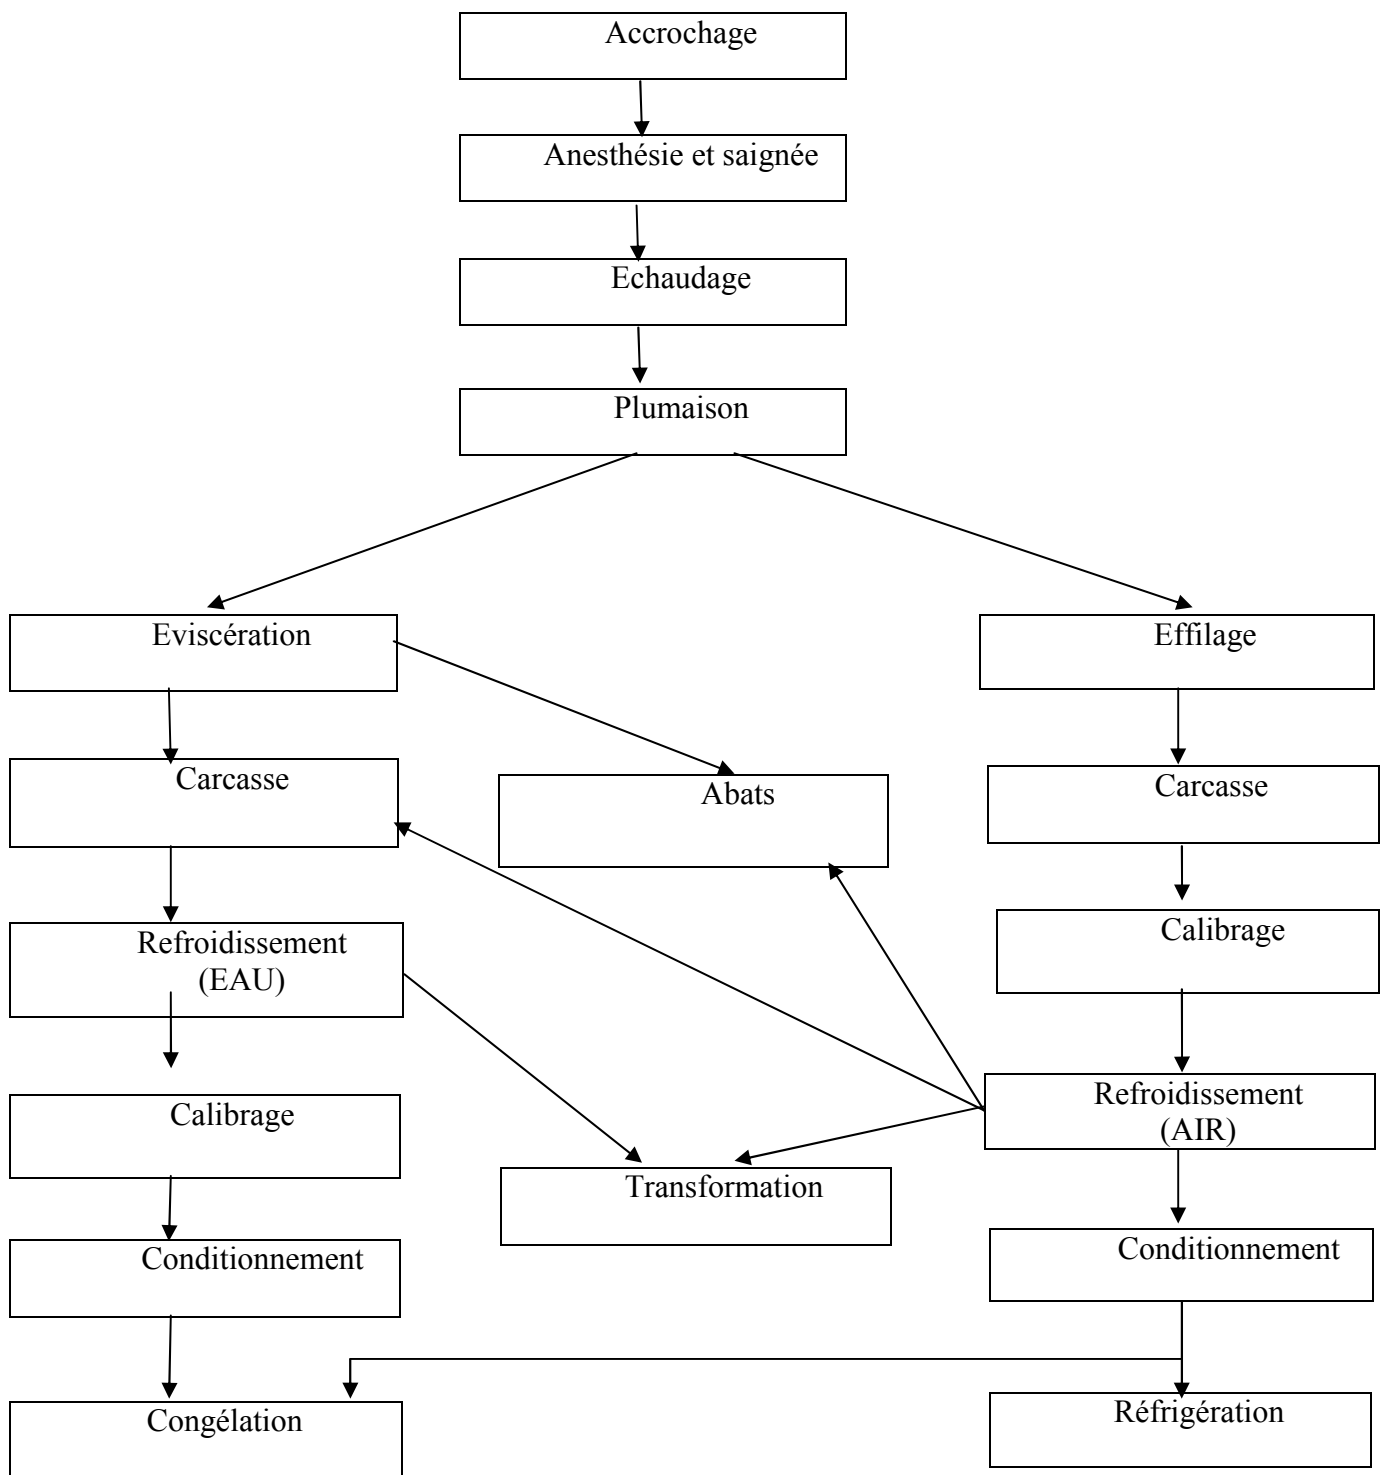 Accrochage
Anesthésie et saignée
Echaudage
Plumaison
Eviscération
Effilage
Carcasse
Abats
Carcasse
Refroidissement
(EAU)
Calibrage
Calibrage
Refroidissement
(AIR)
Transformation
Conditionnement
Conditionnement
Congélation
Réfrigération